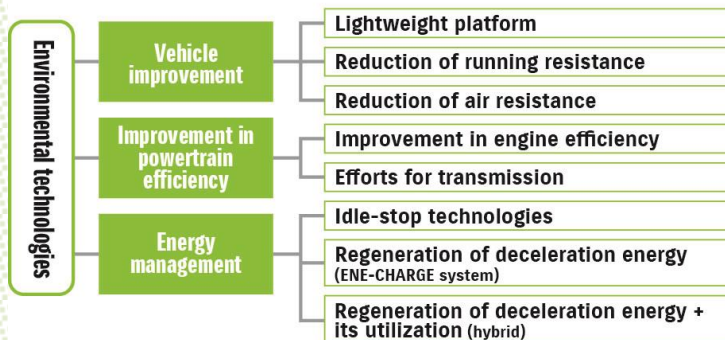 Environmental technologies
Vehicle
improvement
Lightweight platform
Reduction of running resistance
Reduction of air resistance
Improvement in
powertrain
efficiency
Improvement in engine efficiency
Efforts for transmission
Energy
management
Idle-stop technologies
Regeneration of deceleration energy
(ENE-CHARGE system)
Regeneration of deceleration energy +
its utilization (hybrid)